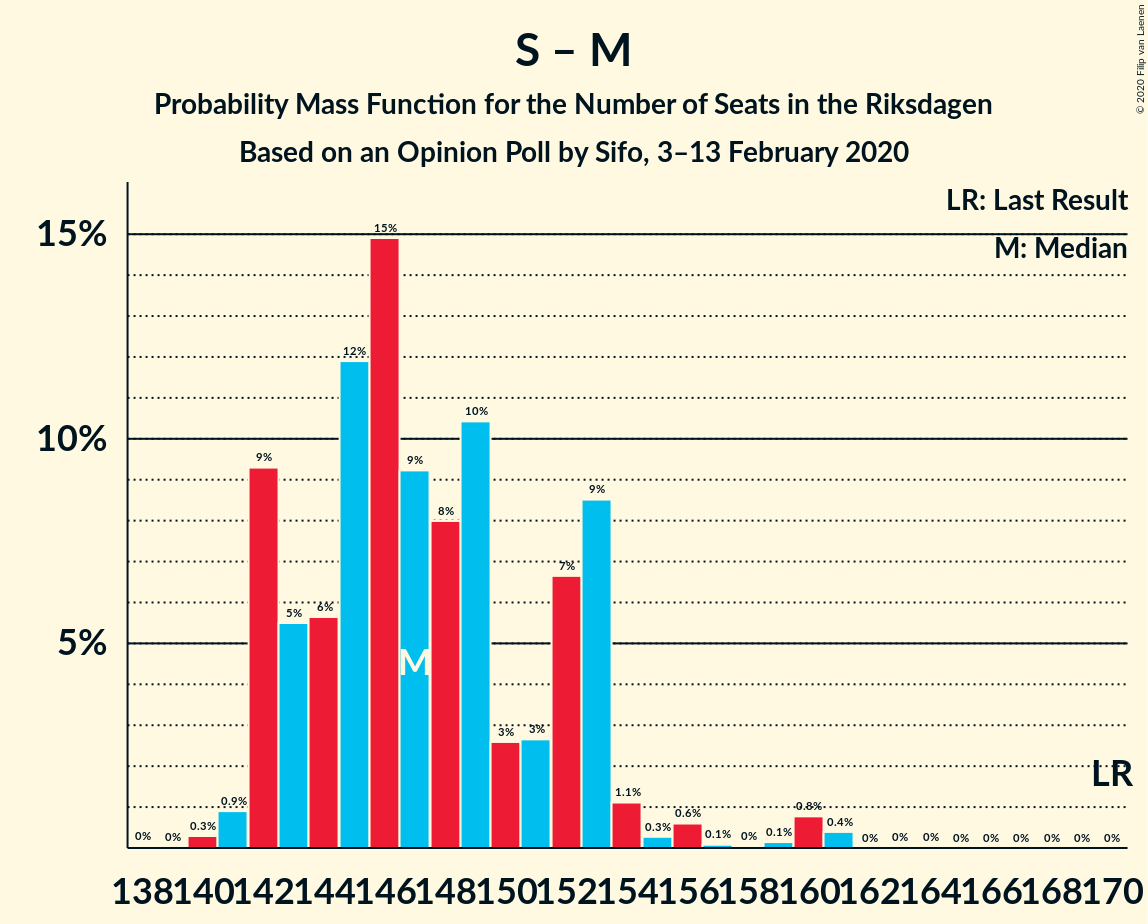 S – M
Probability Mass Function for the Number of Seats in the Riksdagen
Based on an Opinion Poll by Sifo, 3–13 February 2020
© 2020 Filip van Laenen
LR: Last Result
M: Median
15%
10%
5%
0% 0% 0.3% 0.9% 9% 5% 6% 12% 15% 9% 8% 10% 3% 3% 7% 9% 1.1% 0.3% 0.6% 0.1% 0% 0.1% 0.8% 0.4% 0% 0% 0% 0% 0% 0% 0% 0% 0%
M
LR
138 140 142 144 146 148 150 152 154 156 158 160 162 164 166 168 170